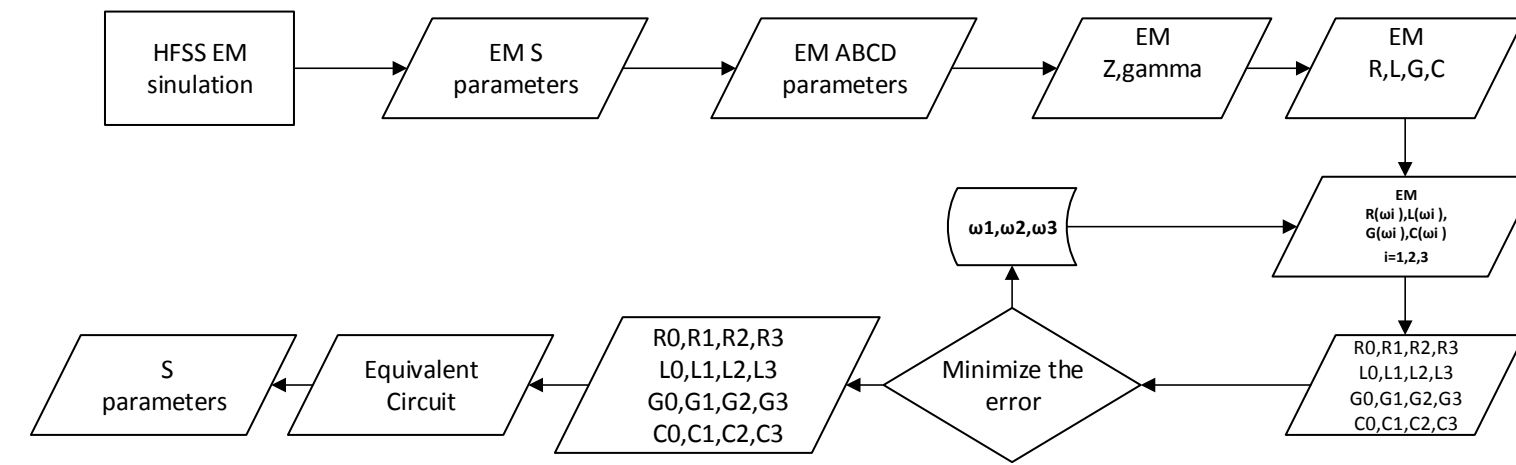 HFSS EM
sinulation
EM S
parameters
EM ABCD
parameters
EM
Z,gamma
EM
R,L,G,C
EM
R(ωi ),L(ωi ),
G(ωi ),C(ωi )
i=1,2,3
ω1,ω2,ω3
R0,R1,R2,R3
L0,L1,L2,L3
G0,G1,G2,G3
C0,C1,C2,C3
Minimize the
error
R0,R1,R2,R3
L0,L1,L2,L3
G0,G1,G2,G3
C0,C1,C2,C3
Equivalent
Circuit
S
parameters